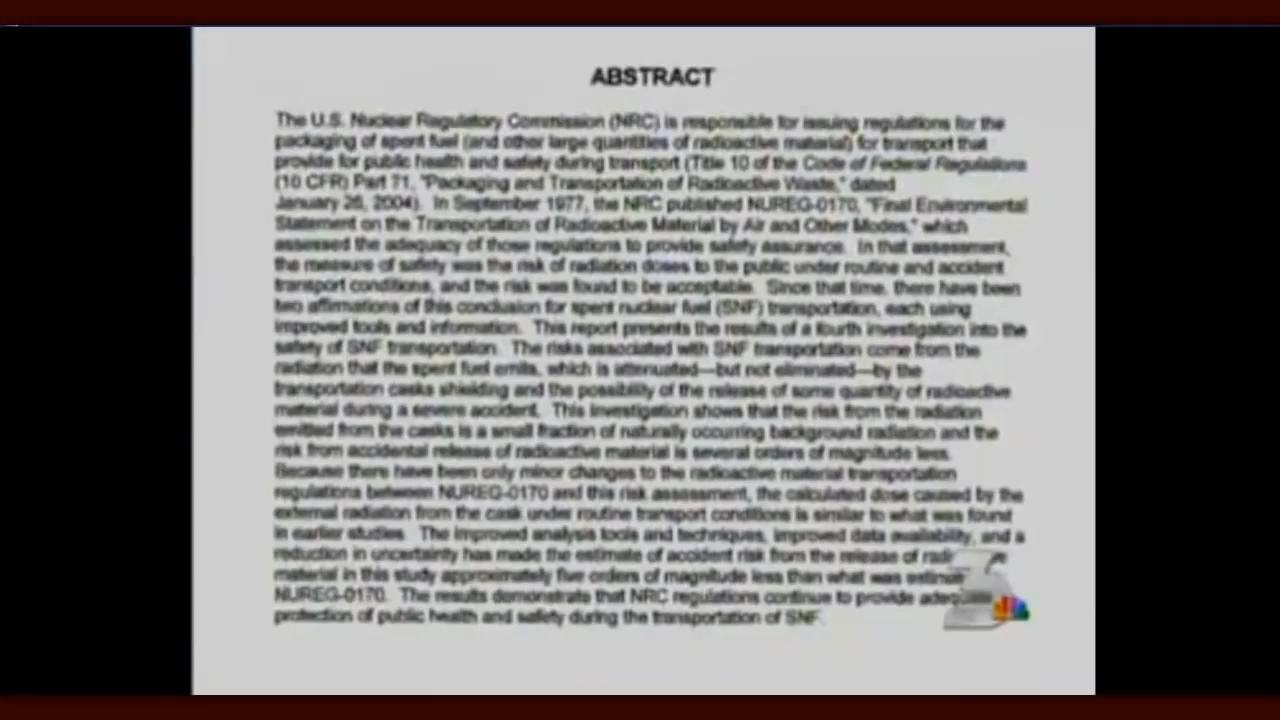 ABSTRACT
The U.S. Nuclear Regulatory Commission (NRC) is responsible for issuing regulations for the
packaging of spent fuel (and other large quantities of radioactive material) for transport that
provide for public health and safety during transport (Title 10 of the Code of Federal Regulations
(10 CFR) Part 71, "Packaging and Transportation of Radioactive Waste," dated
January 26, 2004). In September 1977, the NRC published NUREG-0170, "Final Environmental
Statement on the Transportation of Radioactive Material by Air and Other Modes," which
assessed the adequacy of those regulations to provide safety assurance. In that assessment,
the measure of safety was the risk of radiation doses to the public under routine and accident
transport conditions, and the risk was found to be acceptable. Since that time, there have been
two affirmations of this conclusion for spent nuclear fuel (SNF) transportation, each using
improved tools and information. This report presents the results of a fourth investigation into the
safety of SNF transportation. The risks associated with SNF transportation come from the
radiation that the spent fuel emits, which is attenuated—but not eliminated—by the
transportation casks shielding and the possibility of the release of some quantity of radioactive
material during a severe accident. This investigation shows that the risk from the radiation
emitted from the casks is a small fraction of naturally occurring background radiation and the
risk from accidental release of radioactive material is several orders of magnitude less.
Because there have been only minor changes to the radioactive material transportation
regulations between NUREG-0170 and this risk assessment, the calculated dose caused by the
external radiation from the cask under routine transport conditions is similar to what was found
in earlier studies. The improved analysis tools and techniques, improved data availability, and a
reduction in uncertainty has made the estimate of accident risk from the release of
material in this study approximately five orders of magnitude less than what was
NUREG-0170. The results demonstrate that NRC regulations continue to provide
protection of public health and safety during the transportation of SNF.
3